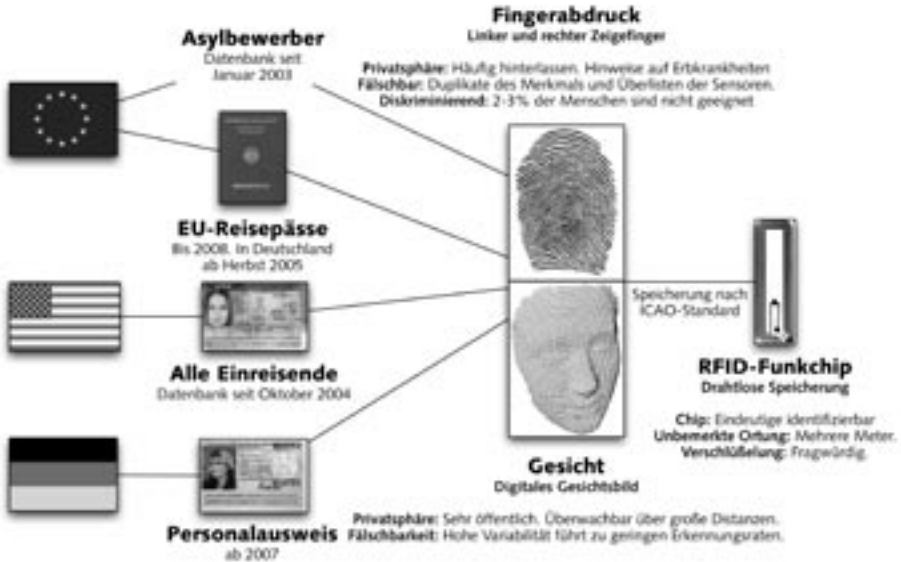 Fingerabdruck
Linker und rechter Zeigefinger
Privatsphäre: Häufig hinterlassen. Hinweise auf Erbkrankheiten
Fälschbar: Duplikate des Merkmals und Überlisten der Sensoren.
Diskriminierend: 2-3% der Menschen sind nicht geeignet
Asylbewerber
Datenbank seit
Januar 2003
EU-Reisepässe
Bis 2008. In Deutschland
ab Herbst 2005
Alle Einreisende
Datenbank seit Oktober 2004
Personalausweis
ab 2007
Speicherung nach
ICAO-Standard
RFID-Funkchip
Drahtlose Speicherung
Chip: Eindeutige identifizierbar
Unbemerkte Ortung: Mehrere Meter.
Verschlüßelung: Fragwürdig.
Gesicht
Digitales Gesichtsbild
Privatsphäre: Sehr öffentlich. Überwachbar über große Distanzen.
Fälschbarkeit: Hohe Variabilität führt zu geringen Erkennungsraten.